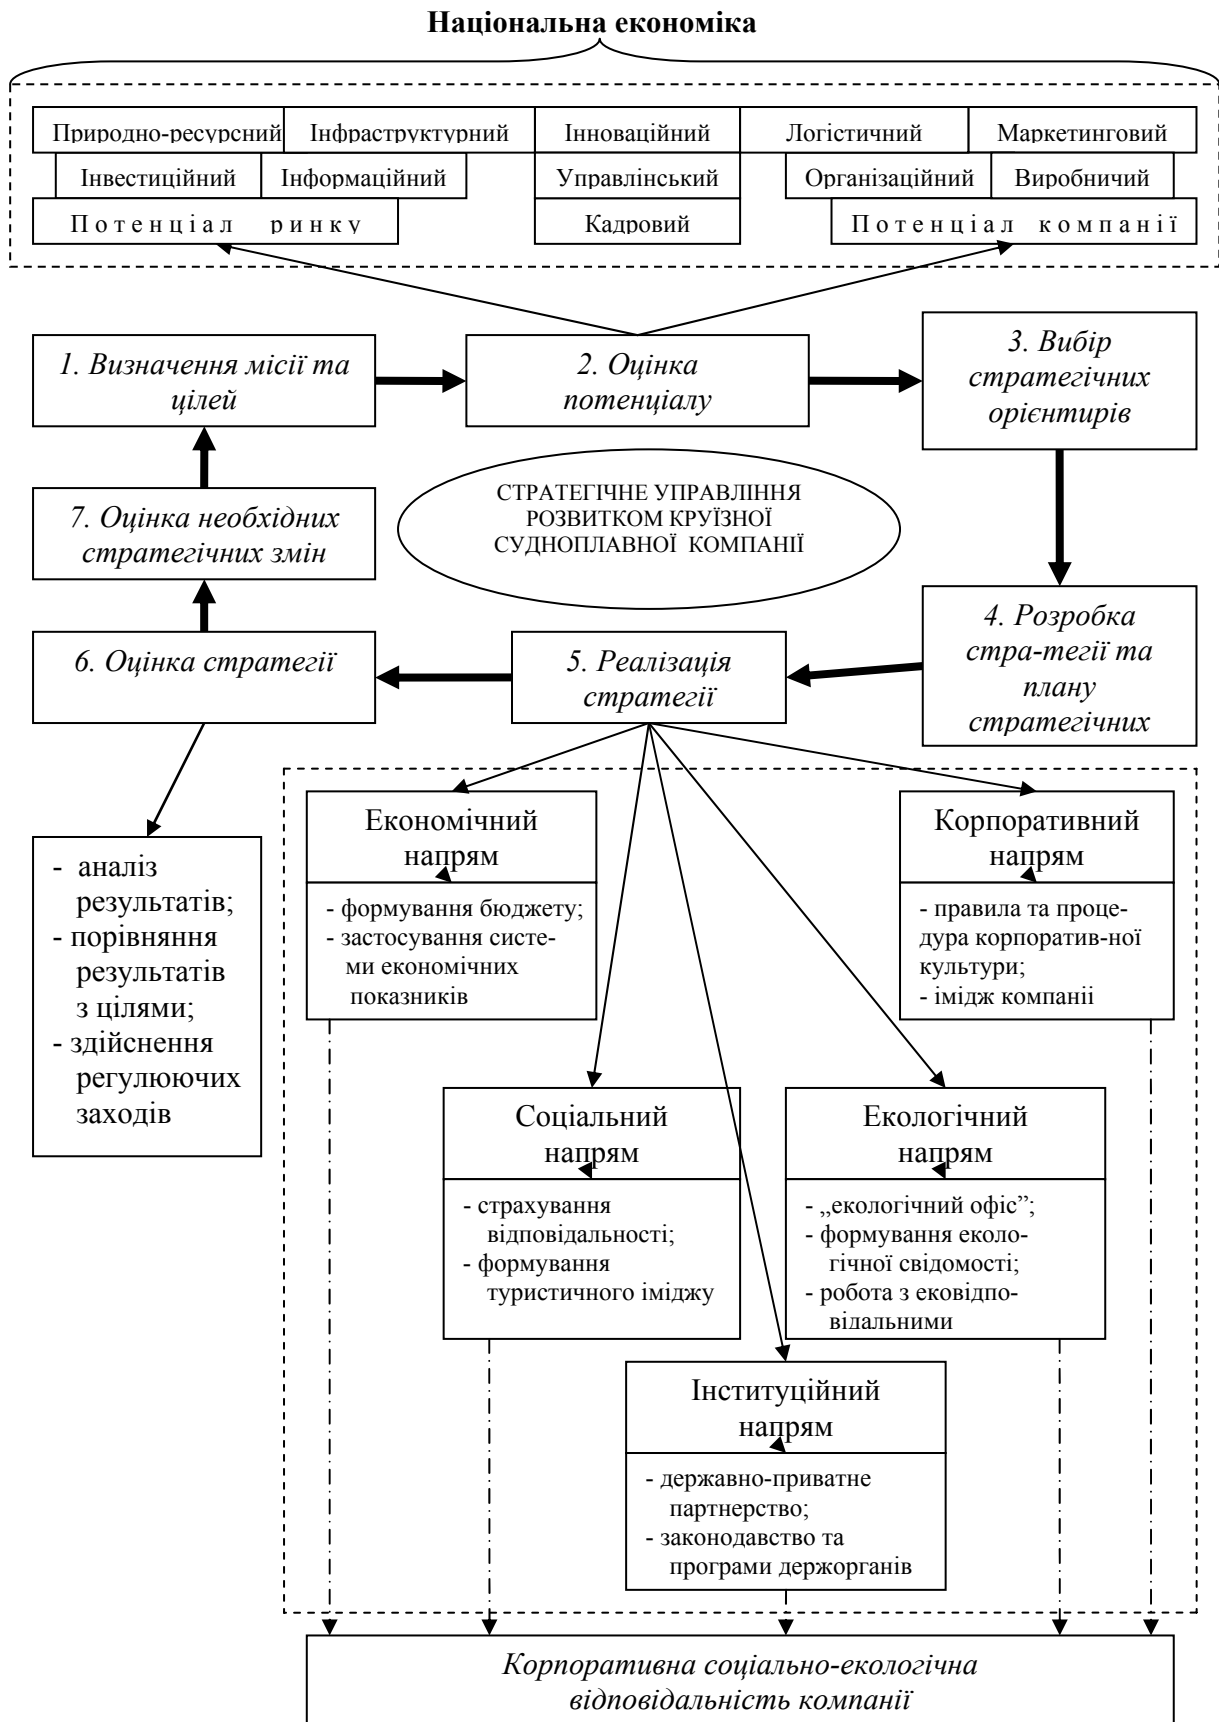 Національна економіка
Природно-ресурсний Інфраструктурний Інноваційний Логістичний Маркетинговий
Інвестиційний Інформаційний Управлінський Організаційний Виробничий
Потенціал ринку Кадровий Потенціал компанії
1. Визначення місії та
цілей
2. Оцінка
потенціалу
3. Вибір
стратегічних
орієнтирів
СТРАТЕГІЧНЕ УПРАВЛІННЯ
РОЗВИТКОМ КРУЇЗНОЇ
СУДНОПЛАВНОЇ КОМПАНІЇ
7. Оцінка необхідних
стратегічних змін
6. Оцінка стратегії
5. Реалізація
стратегії
4. Розробка
стра-тегії та
плану
стратегічних
- аналіз
результатів;
- порівняння
результатів
з цілями;
- здійснення
регулюючих
заходів
Економічний
напрям
- формування бюджету;
- застосування систе-
ми економічних
показників
Корпоративний
напрям
- правила та проце-
дура корпоратив-ної
культури;
- імідж компанії
Соціальний
напрям
- страхування
відповідальності;
- формування
туристичного іміджу
Екологічний
напрям
- „екологічний офіс”;
- формування еколо-
гічної свідомості;
- робота з ековідпо-
відальними
Інституційний
напрям
- державно-приватне
партнерство;
- законодавство та
програми держорганів
Корпоративна соціально-екологічна
відповідальність компанії